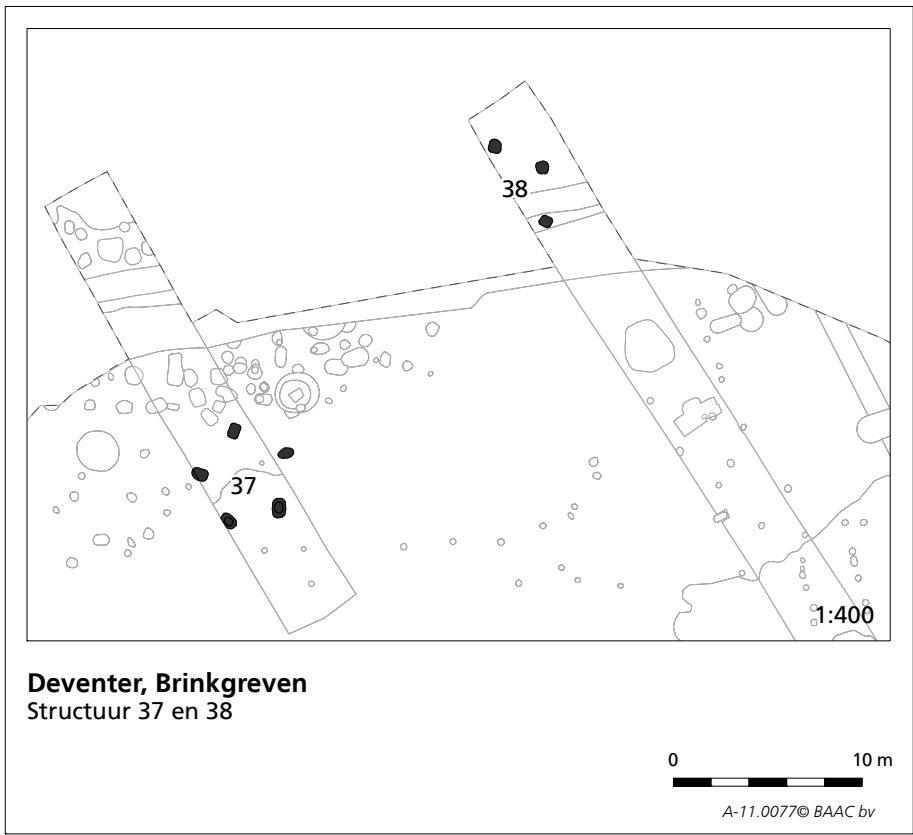 38
37
1:400
Deventer, Brinkgreven
Structuur 37 en 38
0 10 m
A-11.0077© BAAC bv